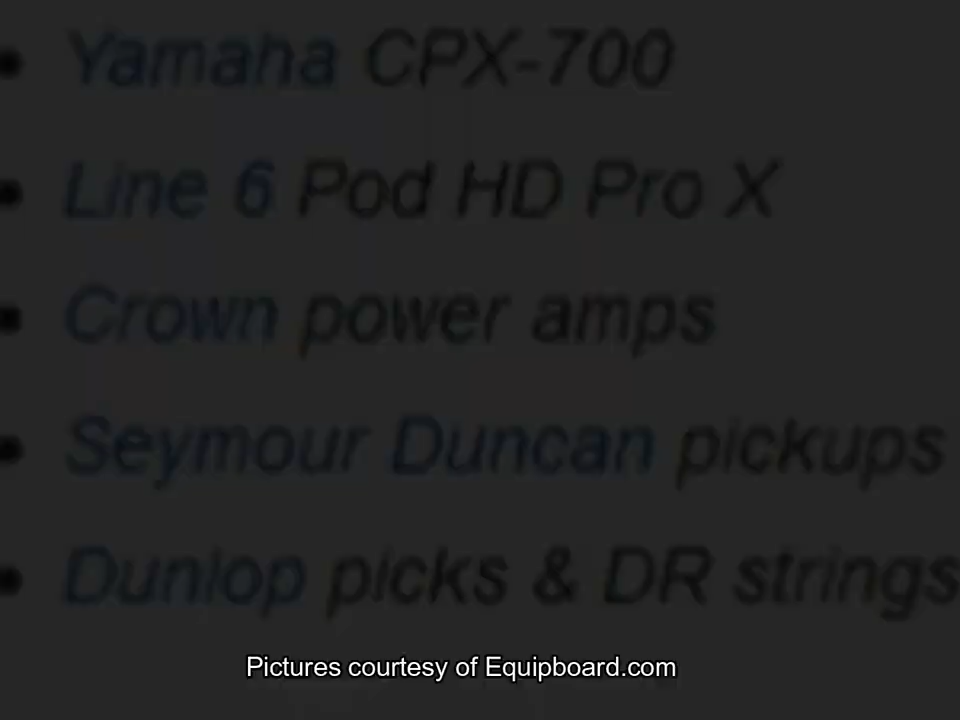 • Yamaha CPX-700
• Line 6 Pod HD Pro X
• Crown power amps
• Seymour Duncan pickups
• Dunlop picks & DR strings
Pictures courtesy of Equipboard.com